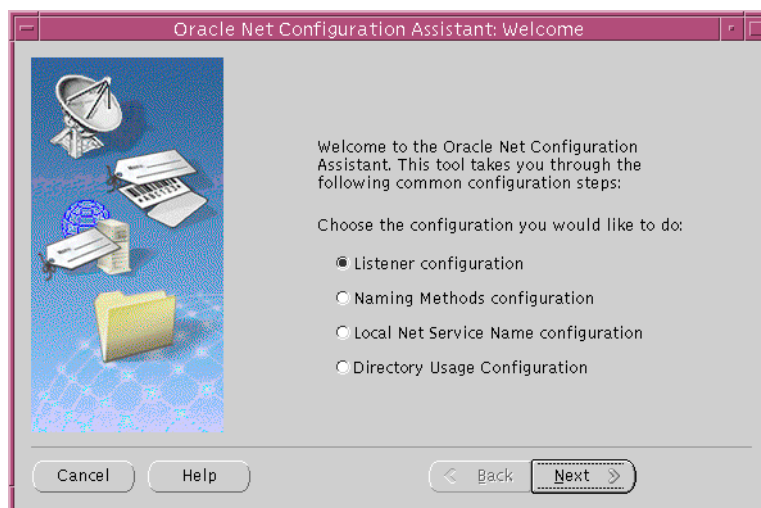 Oracle Net Configuration Assistant: Welcome
Welcome to the Oracle Net Configuration
Assistant. This tool takes you through the
following common configuration steps:
Choose the configuration you would like to do:
Listener configuration
Naming Methods configuration
Local Net Service Name configuration
Directory Usage Configuration
Cancel
Help
Back
Next